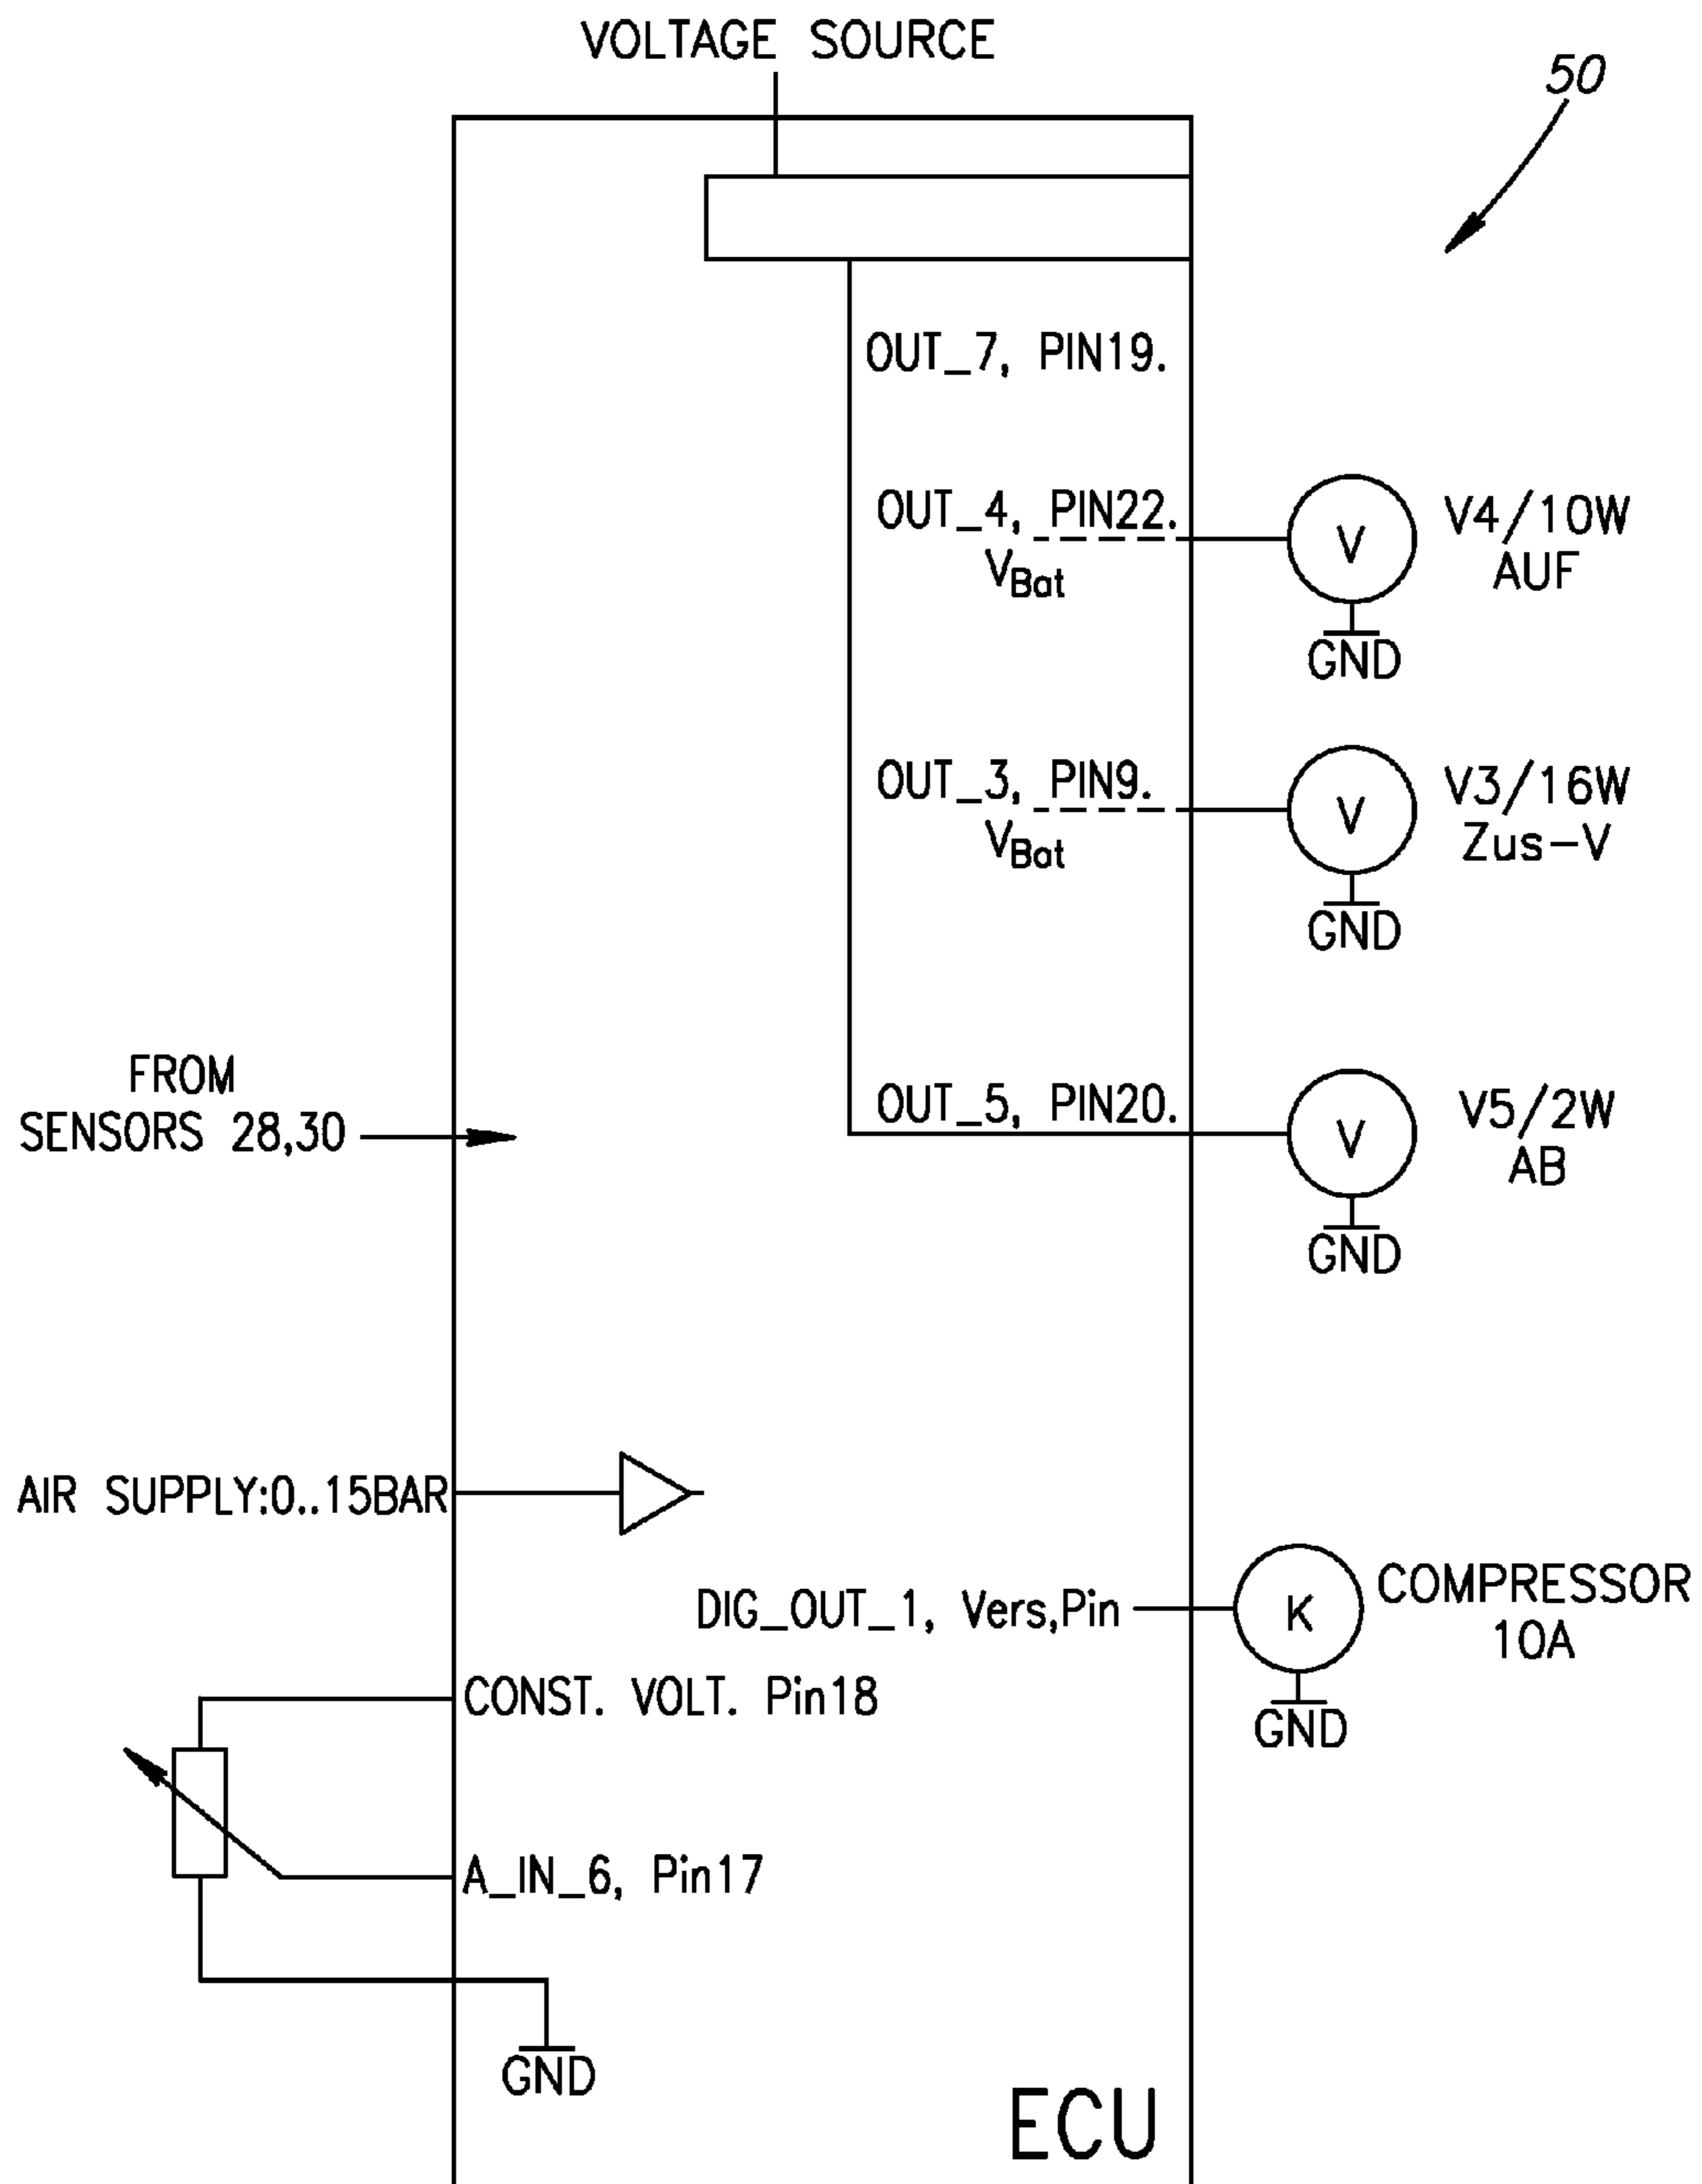 VOLTAGE SOURCE
50
OUT_7, PIN19.
OUT_4, PIN22.
VBat
V
V4/10W
AUF
GND
OUT_3, PIN9.
VBat
V
V3/16W
Zus-V
GND
FROM
SENSORS 28,30
OUT_5, PIN20.
V
V5/2W
AB
GND
AIR SUPPLY:0..15BAR
DIG_OUT_1, Vers,Pin
K
COMPRESSOR
10A
GND
CONST. VOLT. Pin18
A_IN_6, Pin17
GND
ECU